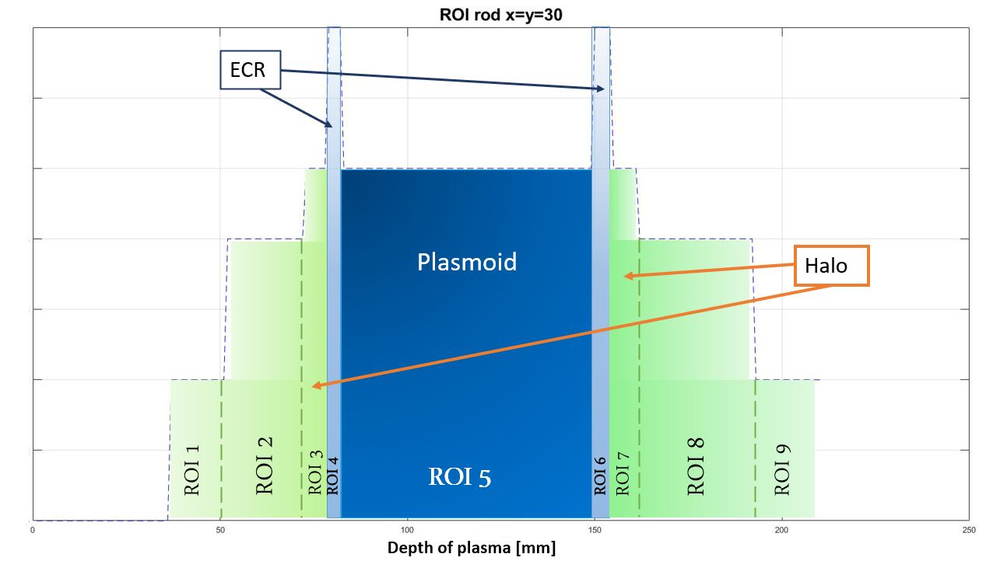 ROI rod x=y=30
ECR
Plasmoid
Halo
ROI 1
ROI 2
ROI 3
ROI 4
ROI 5
ROI 6
ROI 7
ROI 8
ROI 9
0
50
100
150
200
250
Depth of plasma [mm]